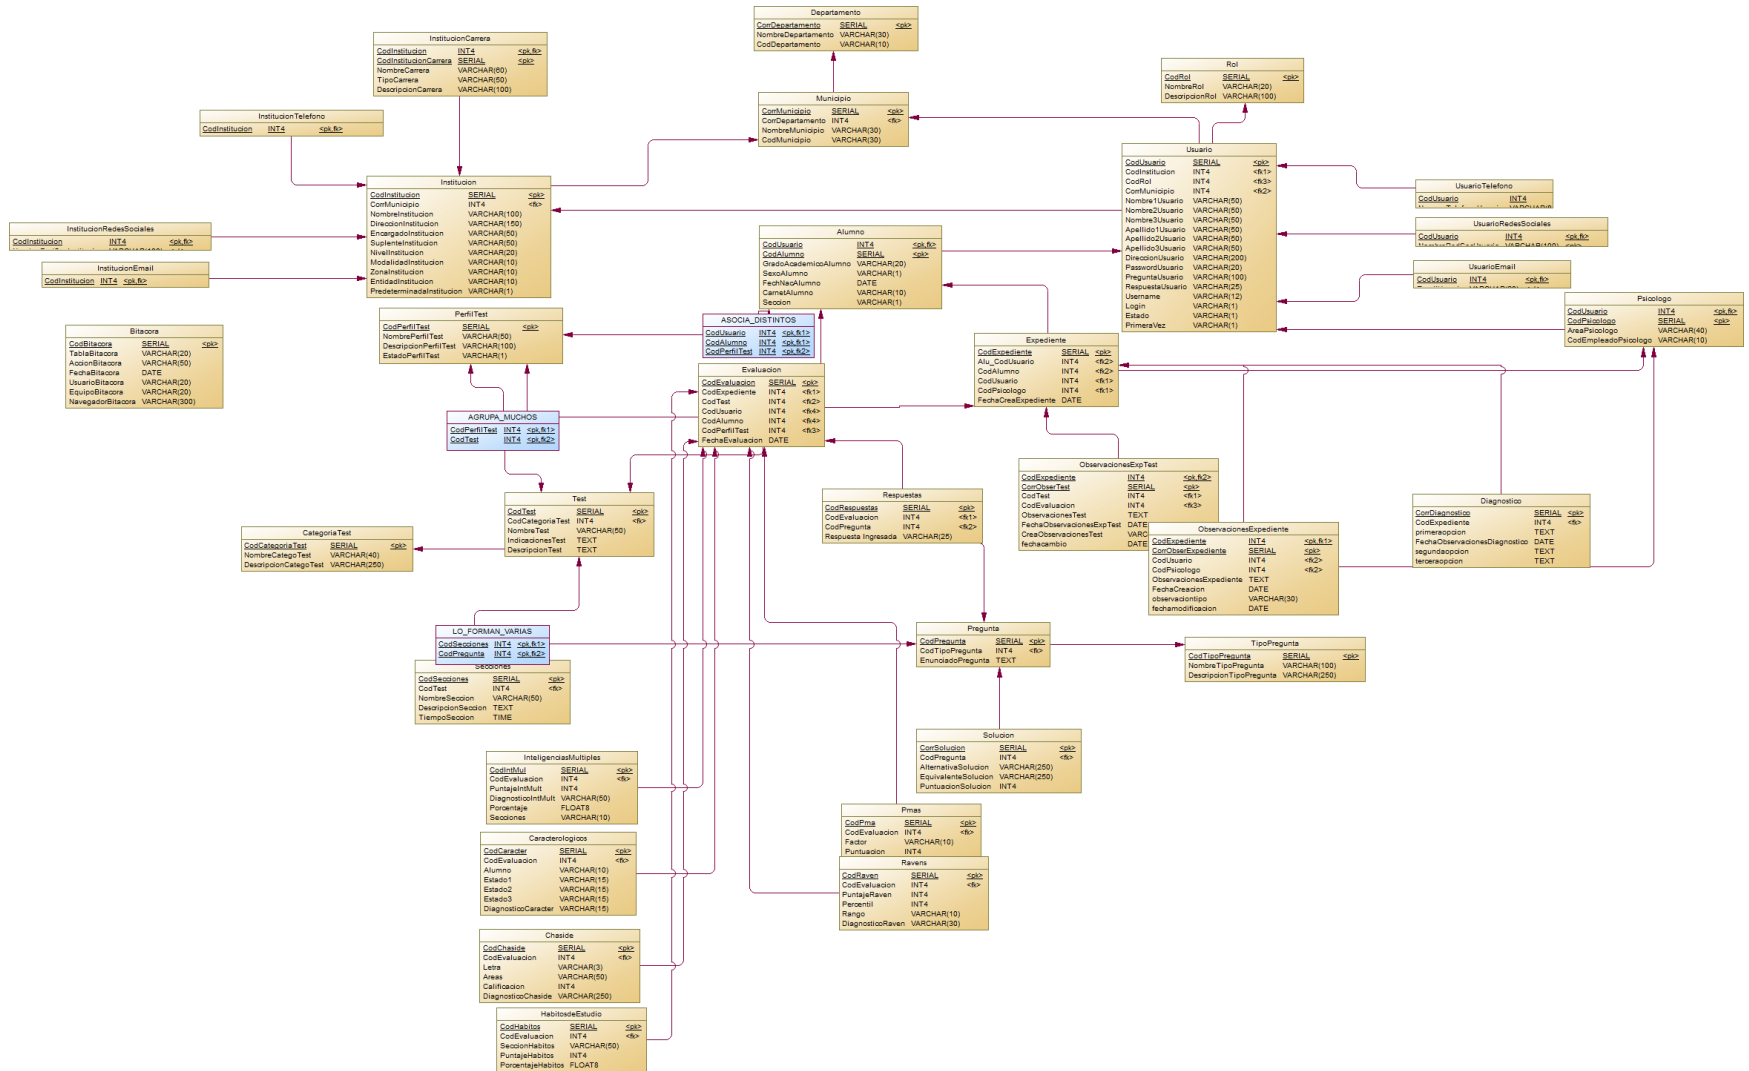 Departamento
CorrDepartamento SERIAL <pk>
NombreDepartamento VARCHAR(30)
CodDepartamento VARCHAR(10)
InstitucionCarrera
CodInstitucion INT4 <pk,fk>
CodInstitucionCarrera SERIAL <pk>
NombreCarrera VARCHAR(60)
TipoCarrera VARCHAR(50)
DescripcionCarrera VARCHAR(100)
Rol
CodRol SERIAL <pk>
NombreRol VARCHAR(20)
DescripcionRol VARCHAR(100)
Municipio
CorrMunicipio SERIAL <pk>
CorrDepartamento INT4 <fk>
NombreMunicipio VARCHAR(30)
CodMunicipio VARCHAR(30)
InstitucionTelefono
CodInstitucion INT4 <pk,fk>
Usuario
CodUsuario SERIAL <pk>
CodInstitucion INT4 <fk1>
CodRol INT4 <fk3>
CorrMunicipio INT4 <fk2>
Nombre1Usuario VARCHAR(50)
Nombre2Usuario VARCHAR(50)
Nombre3Usuario VARCHAR(50)
Apellido1Usuario VARCHAR(50)
Apellido2Usuario VARCHAR(50)
Apellido3Usuario VARCHAR(50)
DireccionUsuario VARCHAR(200)
PasswordUsuario VARCHAR(20)
PreguntaUsuario VARCHAR(100)
RespuestaUsuario VARCHAR(25)
Username VARCHAR(12)
Login VARCHAR(1)
Estado VARCHAR(1)
PrimeraVez VARCHAR(1)
Institucion
CodInstitucion SERIAL <pk>
CorrMunicipio INT4 <fk>
NombreInstitucion VARCHAR(100)
DireccionInstitucion VARCHAR(150)
EncargadoInstitucion VARCHAR(50)
SuplenteInstitucion VARCHAR(50)
NivelInstitucion VARCHAR(20)
ModalidadInstitucion VARCHAR(10)
ZonaInstitucion VARCHAR(10)
EntidadInstitucion VARCHAR(10)
PredeterminadaInstitucion VARCHAR(1)
UsuarioTelefono
CodUsuario INT4
UsuarioRedesSociales
CodUsuario INT4 <pk,fk>
UsuarioEmail
CodUsuario INT4 <pk,fk>
InstitucionRedesSociales
CodInstitucion INT4 <pk,fk>
InstitucionEmail
CodInstitucion INT4 <pk,fk>
Alumno
CodUsuario INT4 <pk,fk>
CodAlumno SERIAL <pk>
GradoAcademicoAlumno VARCHAR(20)
SexoAlumno VARCHAR(1)
FechNacAlumno DATE
CarnetAlumno VARCHAR(10)
Seccion VARCHAR(1)
Psicologo
CodUsuario INT4 <pk,fk>
CodPsicologo SERIAL <pk>
AreaPsicologo VARCHAR(40)
CodEmpleadoPsicologo VARCHAR(10)
PerfilTest
CodPerfilTest SERIAL <pk>
NombrePerfilTest VARCHAR(50)
DescripcionPerfilTest VARCHAR(100)
EstadoPerfilTest VARCHAR(1)
ASOCIA_DISTINTOS
CodUsuario INT4 <pk,fk1>
CodAlumno INT4 <pk,fk1>
CodPerfilTest INT4 <pk,fk2>
Bitacora
CodBitacora SERIAL <pk>
TablaBitacora VARCHAR(20)
AccionBitacora VARCHAR(50)
FechaBitacora DATE
UsuarioBitacora VARCHAR(20)
EquipoBitacora VARCHAR(20)
NavegadorBitacora VARCHAR(300)
Expediente
CodExpediente SERIAL <pk>
Alu_CodUsuario INT4 <fk2>
CodAlumno INT4 <fk2>
CodUsuario INT4 <fk1>
CodPsicologo INT4 <fk1>
FechaCreaExpediente DATE
Evaluacion
CodEvaluacion SERIAL <pk>
CodExpediente INT4 <fk1>
CodTest INT4 <fk2>
CodUsuario INT4 <fk4>
CodAlumno INT4 <fk4>
CodPerfilTest INT4 <fk3>
FechaEvaluacion DATE
AGRUPA_MUCHOS
CodPerfilTest INT4 <pk,fk1>
CodTest INT4 <pk,fk2>
ObservacionesExpTest
CodExpediente INT4 <pk,fk2>
CorrObserTest SERIAL <pk>
CodTest INT4 <fk1>
CodEvaluacion INT4 <fk3>
ObservacionesTest TEXT
FechaObservacionesExpTest DATE
CreaObservacionesTest VARC
fechacambio DATE
Respuestas
CodRespuestas SERIAL <pk>
CodEvaluacion INT4 <fk1>
CodPregunta INT4 <fk2>
Respuesta Ingresada VARCHAR(25)
Test
CodTest SERIAL <pk>
CodCategoriaTest INT4 <fk>
NombreTest VARCHAR(50)
IndicacionesTest TEXT
DescripcionTest TEXT
Diagnostico
CorrDiagnostico SERIAL <pk>
CodExpediente INT4 <fk>
primeraopcion TEXT
FechaObservacionesDiagnostico DATE
segundaopcion TEXT
terceraopcion TEXT
ObservacionesExpediente
CodExpediente INT4 <pk,fk1>
CorrObserExpediente SERIAL <pk>
CodUsuario INT4 <fk2>
CodPsicologo INT4 <fk2>
ObservacionesExpediente TEXT
FechaCreacion DATE
observaciontipo VARCHAR(30)
fechamodificacion DATE
CategoriaTest
CodCategoriaTest SERIAL <pk>
NombreCategoTest VARCHAR(40)
DescripcionCategoTest VARCHAR(250)
LO_FORMAN_VARIAS
CodSecciones INT4 <pk,fk1>
CodPregunta INT4 <pk,fk2>
Secciones
CodSecciones SERIAL <pk>
CodTest INT4 <fk>
NombreSeccion VARCHAR(50)
DescripcionSeccion TEXT
TiempoSeccion TIME
Pregunta
CodPregunta SERIAL <pk>
CodTipoPregunta INT4 <fk>
EnunciadoPregunta TEXT
TipoPregunta
CodTipoPregunta SERIAL <pk>
NombreTipoPregunta VARCHAR(100)
DescripcionTipoPregunta VARCHAR(250)
Solucion
CorrSolucion SERIAL <pk>
CodPregunta INT4 <fk>
AlternativaSolucion VARCHAR(250)
EquivalenteSolucion VARCHAR(250)
PuntuacionSolucion INT4
InteligenciasMultiples
CodIntMul SERIAL <pk>
CodEvaluacion INT4 <fk>
PuntajeIntMult INT4
DiagnosticoIntMult VARCHAR(50)
Porcentaje FLOAT8
Secciones VARCHAR(10)
Pmas
CodPma SERIAL <pk>
CodEvaluacion INT4 <fk>
Factor VARCHAR(10)
Puntuacion INT4
Caracterologicos
CodCaracter SERIAL <pk>
CodEvaluacion INT4 <fk>
Alumno VARCHAR(10)
Estado1 VARCHAR(15)
Estado2 VARCHAR(15)
Estado3 VARCHAR(15)
DiagnosticoCaracter VARCHAR(15)
Ravens
CodRaven SERIAL <pk>
CodEvaluacion INT4 <fk>
PuntajeRaven INT4
Percentil INT4
Rango VARCHAR(10)
DiagnosticoRaven VARCHAR(30)
Chaside
CodChaside SERIAL <pk>
CodEvaluacion INT4 <fk>
Letra VARCHAR(3)
Areas VARCHAR(50)
Calificacion INT4
DiagnosticoChaside VARCHAR(250)
HabitosdeEstudio
CodHabitos SERIAL <pk>
CodEvaluacion INT4 <fk>
SeccionHabitos VARCHAR(50)
PuntajeHabitos INT4
PorcentajeHabitos FLOAT8